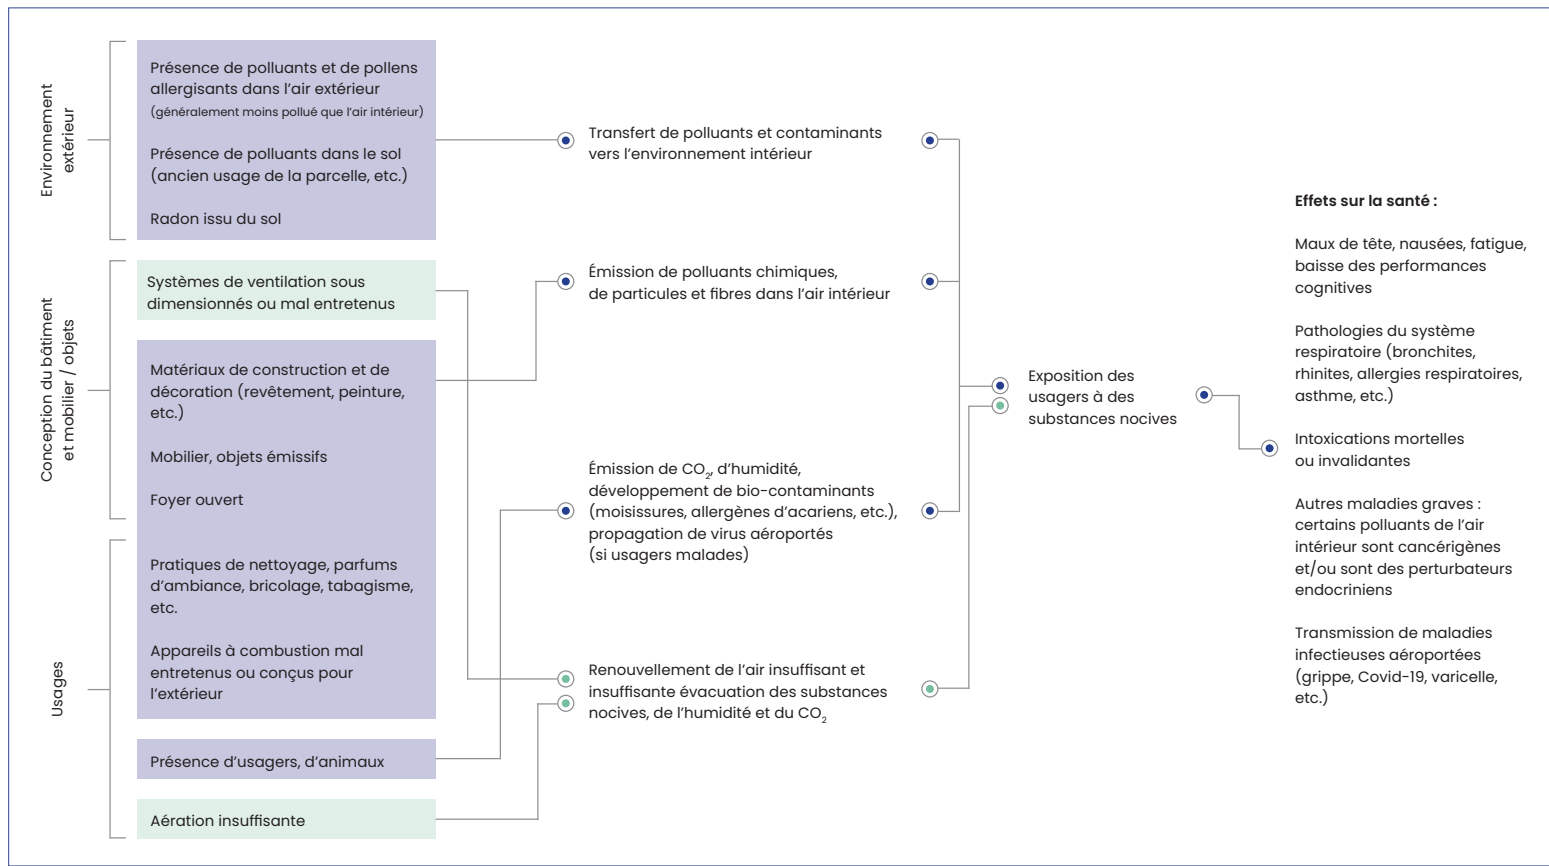 Environnement
extérieur
Présence de polluants et de pollens
allergisants dans l’air extérieur
(généralement moins pollué que l’air intérieur)
Présence de polluants dans le sol
(ancien usage de la parcelle, etc.)
Radon issu du sol
Conception du bâtiment
et mobilier / objets
Systèmes de ventilation sous
dimensionnés ou mal entretenus
Matériaux de construction et de
décoration (revêtement, peinture,
etc.)
Mobilier, objets émissifs
Foyer ouvert
Usages
Pratiques de nettoyage, parfums
d’ambiance, bricolage, tabagisme,
etc.
Appareils à combustion mal
entretenus ou conçus pour
l’extérieur
Présence d’usagers, d’animaux
Aération insuffisante
Transfert de polluants et contaminants
vers l’environnement intérieur
Émission de polluants chimiques,
de particules et fibres dans l’air intérieur
Émission de CO₂, d’humidité,
développement de bio-contaminants
(moisissures, allergènes d’acariens, etc.),
propagation de virus aéroportés
(si usagers malades)
Renouvellement de l’air insuffisant et
insuffisante évacuation des substances
nocives, de l’humidité et du CO₂
Exposition des
usagers à des
substances nocives
Effets sur la santé :
Maux de tête, nausées, fatigue,
baisse des performances
cognitives
Pathologies du système
respiratoire (bronchites,
rhinites, allergies respiratoires,
asthme, etc.)
Intoxications mortelles
ou invalidantes
Autres maladies graves :
certains polluants de l’air
intérieur sont cancérigènes
et/ou sont des perturbateurs
endocriniens
Transmission de maladies
infectieuses aéroportées
(grippe, Covid-19, varicelle,
etc.)